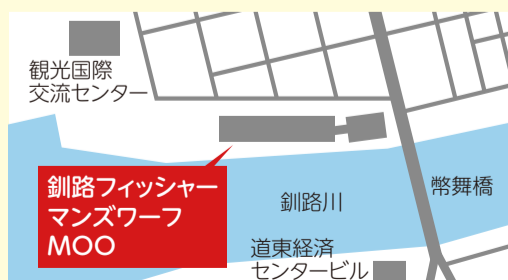 観光国際
交流センター
釧路フィッシャー
マンズワーフ
MOO
釧路川
幣舞橋
道東経済
センタービル